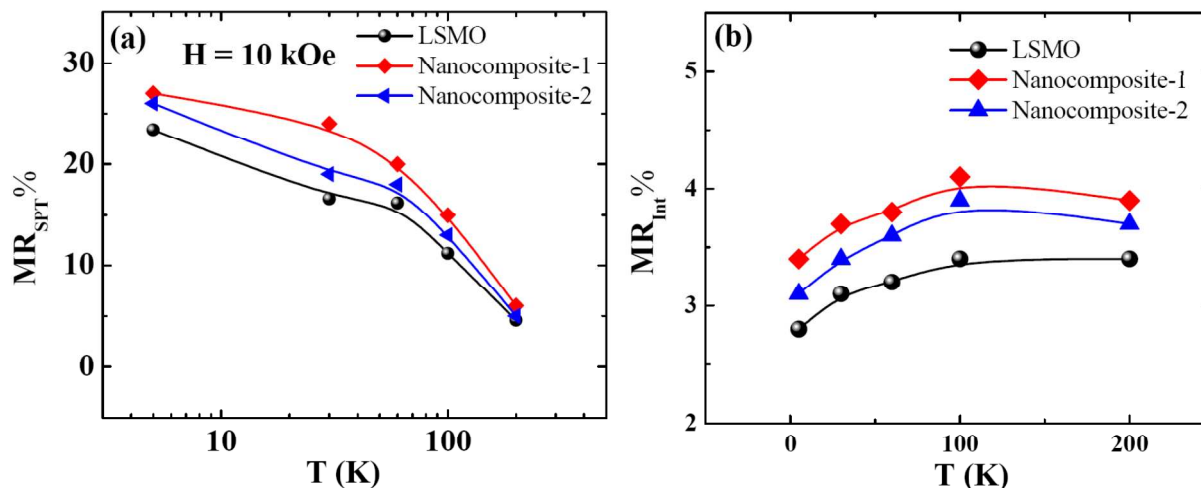 (a)
H = 10 kOe
LSMO
Nanocomposite-1
Nanocomposite-2
30
20
10
0
MR_SPT%
10
100
T (K)
(b)
LSMO
Nanocomposite-1
Nanocomposite-2
5
4
3
2
MR_Int%
0
100
200
T (K)